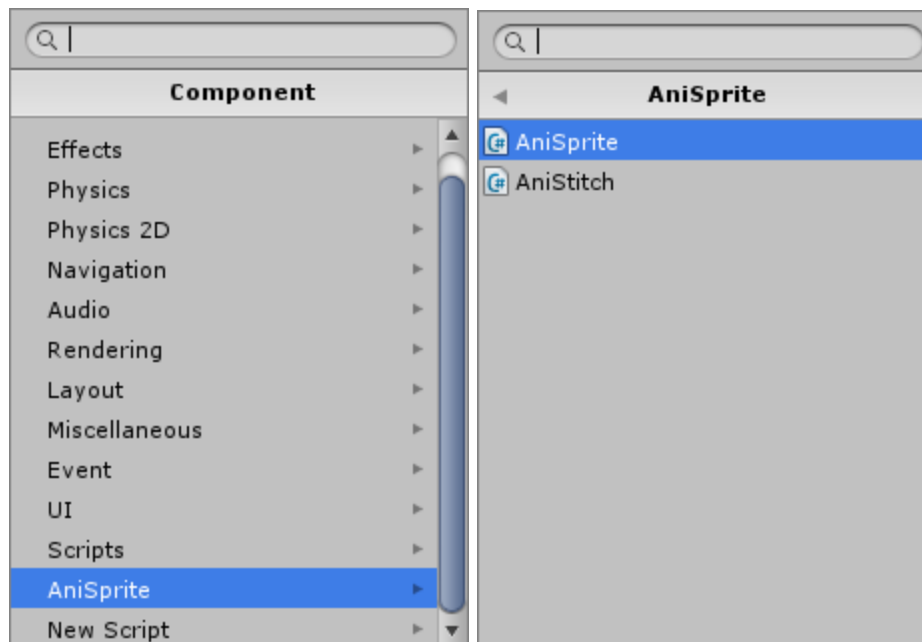 Component
Effects
Physics
Physics 2D
Navigation
Audio
Rendering
Layout
Miscellaneous
Event
UI
Scripts
AniSprite
New Script
AniSprite
AniSprite
AniStitch